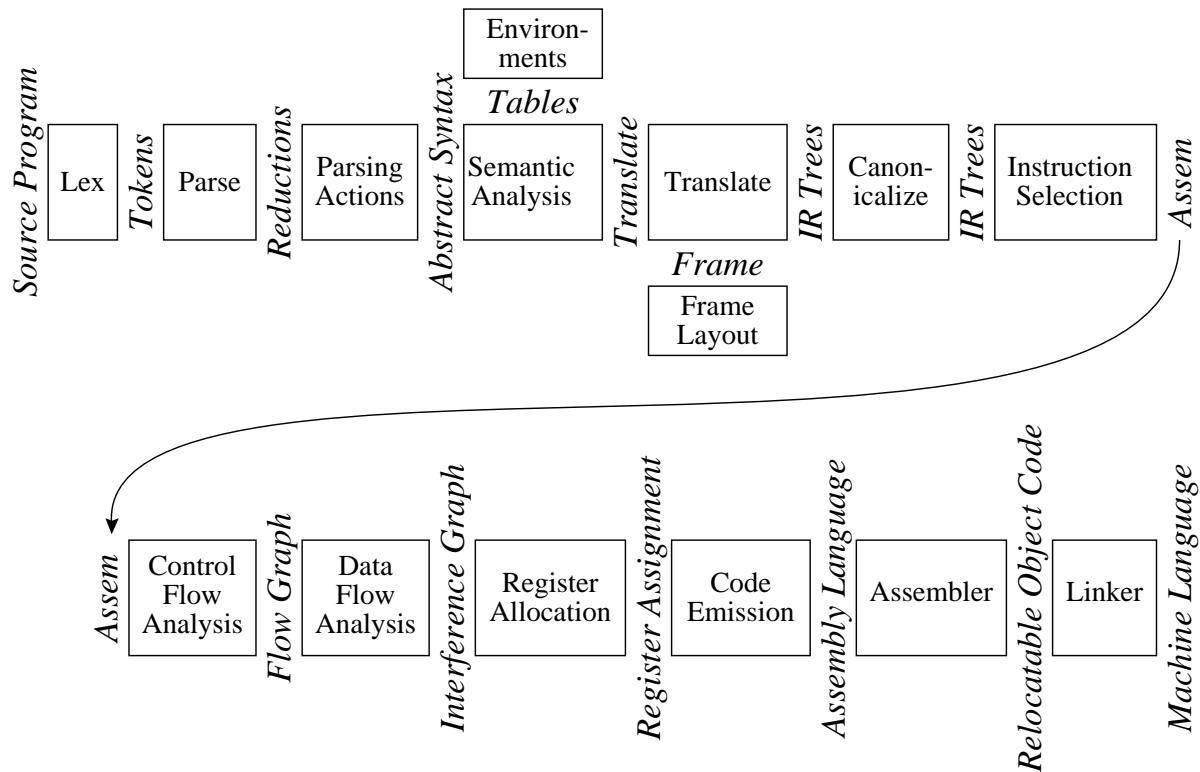 Environ-
ments
Tables
Source Program
Lex
Tokens
Parse
Reductions
Parsing
Actions
Abstract Syntax
Semantic
Analysis
Translate
Translate
IR Trees
Canon-
icalize
IR Trees
Instruction
Selection
Assem
Frame
Frame
Layout
Assem
Control
Flow
Analysis
Flow Graph
Data
Flow
Analysis
Interference Graph
Register
Allocation
Register Assignment
Code
Emission
Assembly Language
Assembler
Relocatable Object Code
Linker
Machine Language